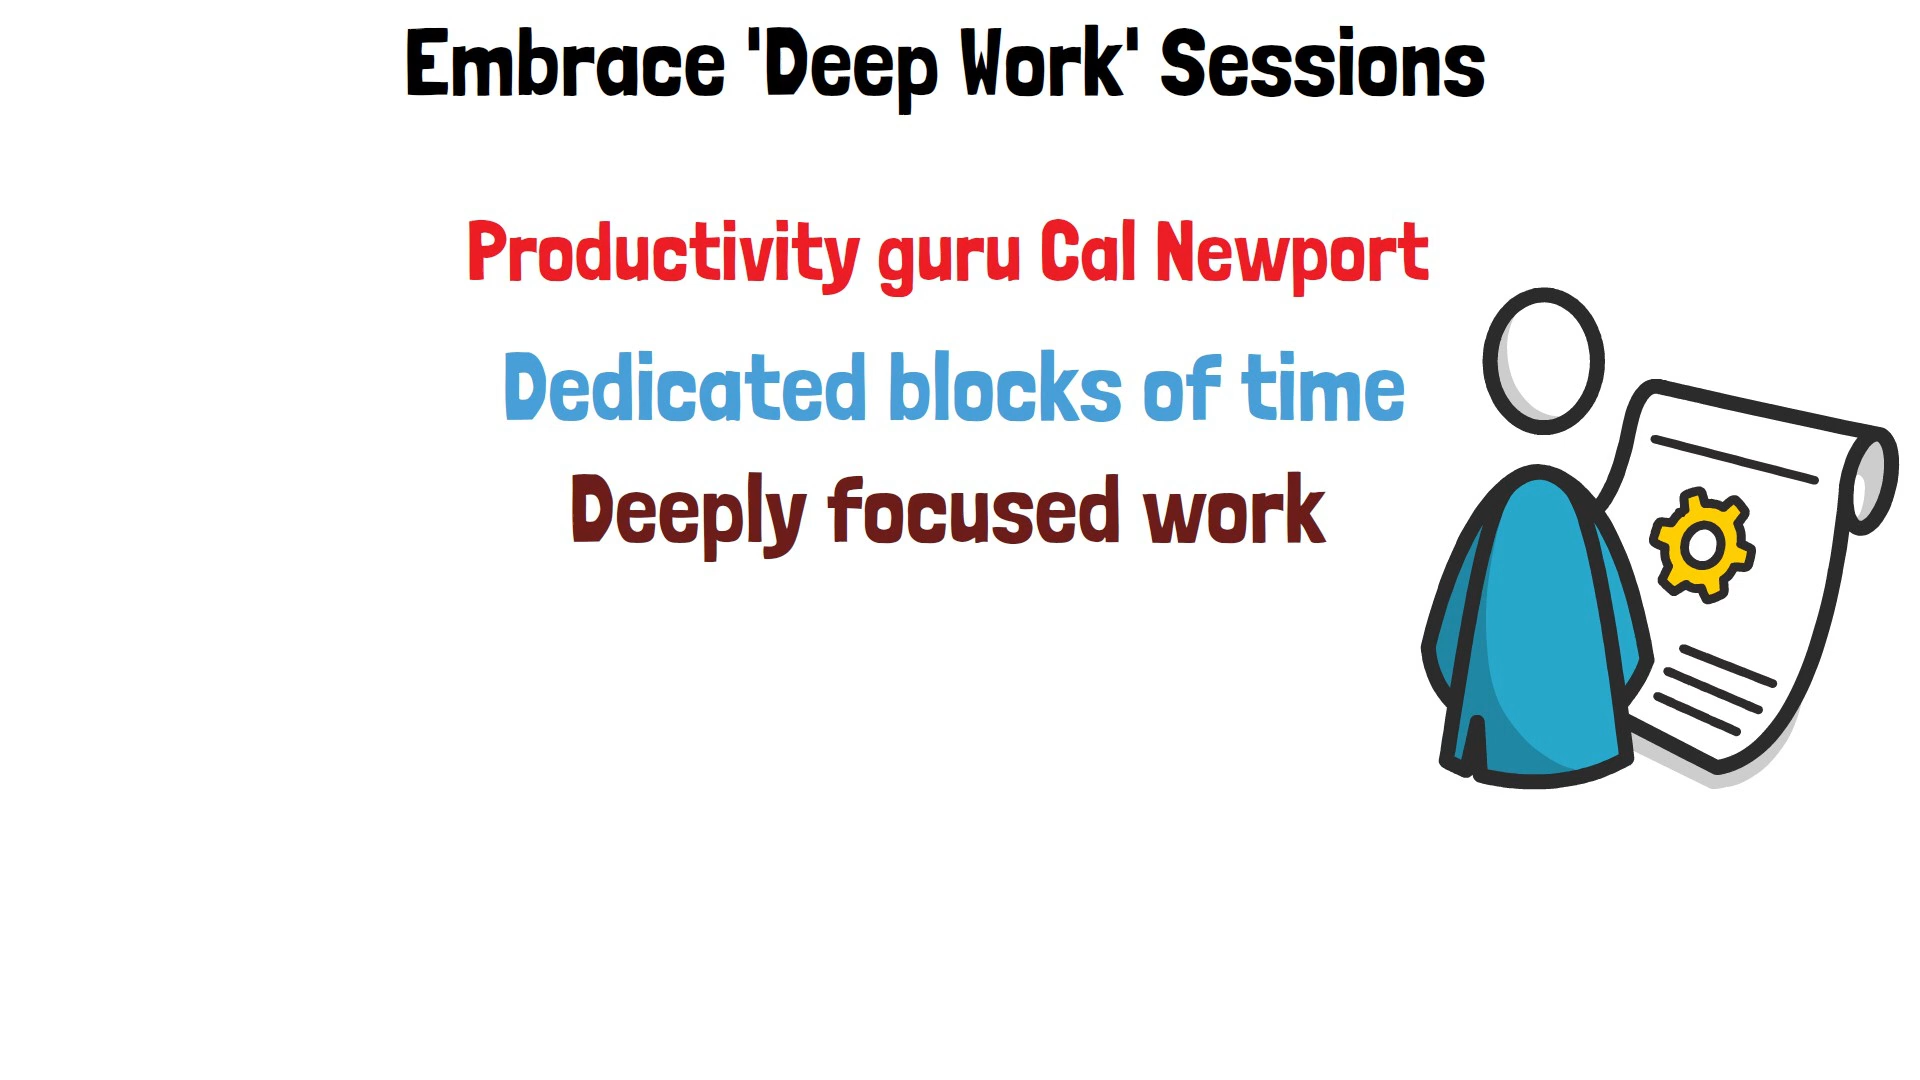 Embrace 'Deep Work' Sessions
Productivity guru Cal Newport
Dedicated blocks of time
Deeply focused work